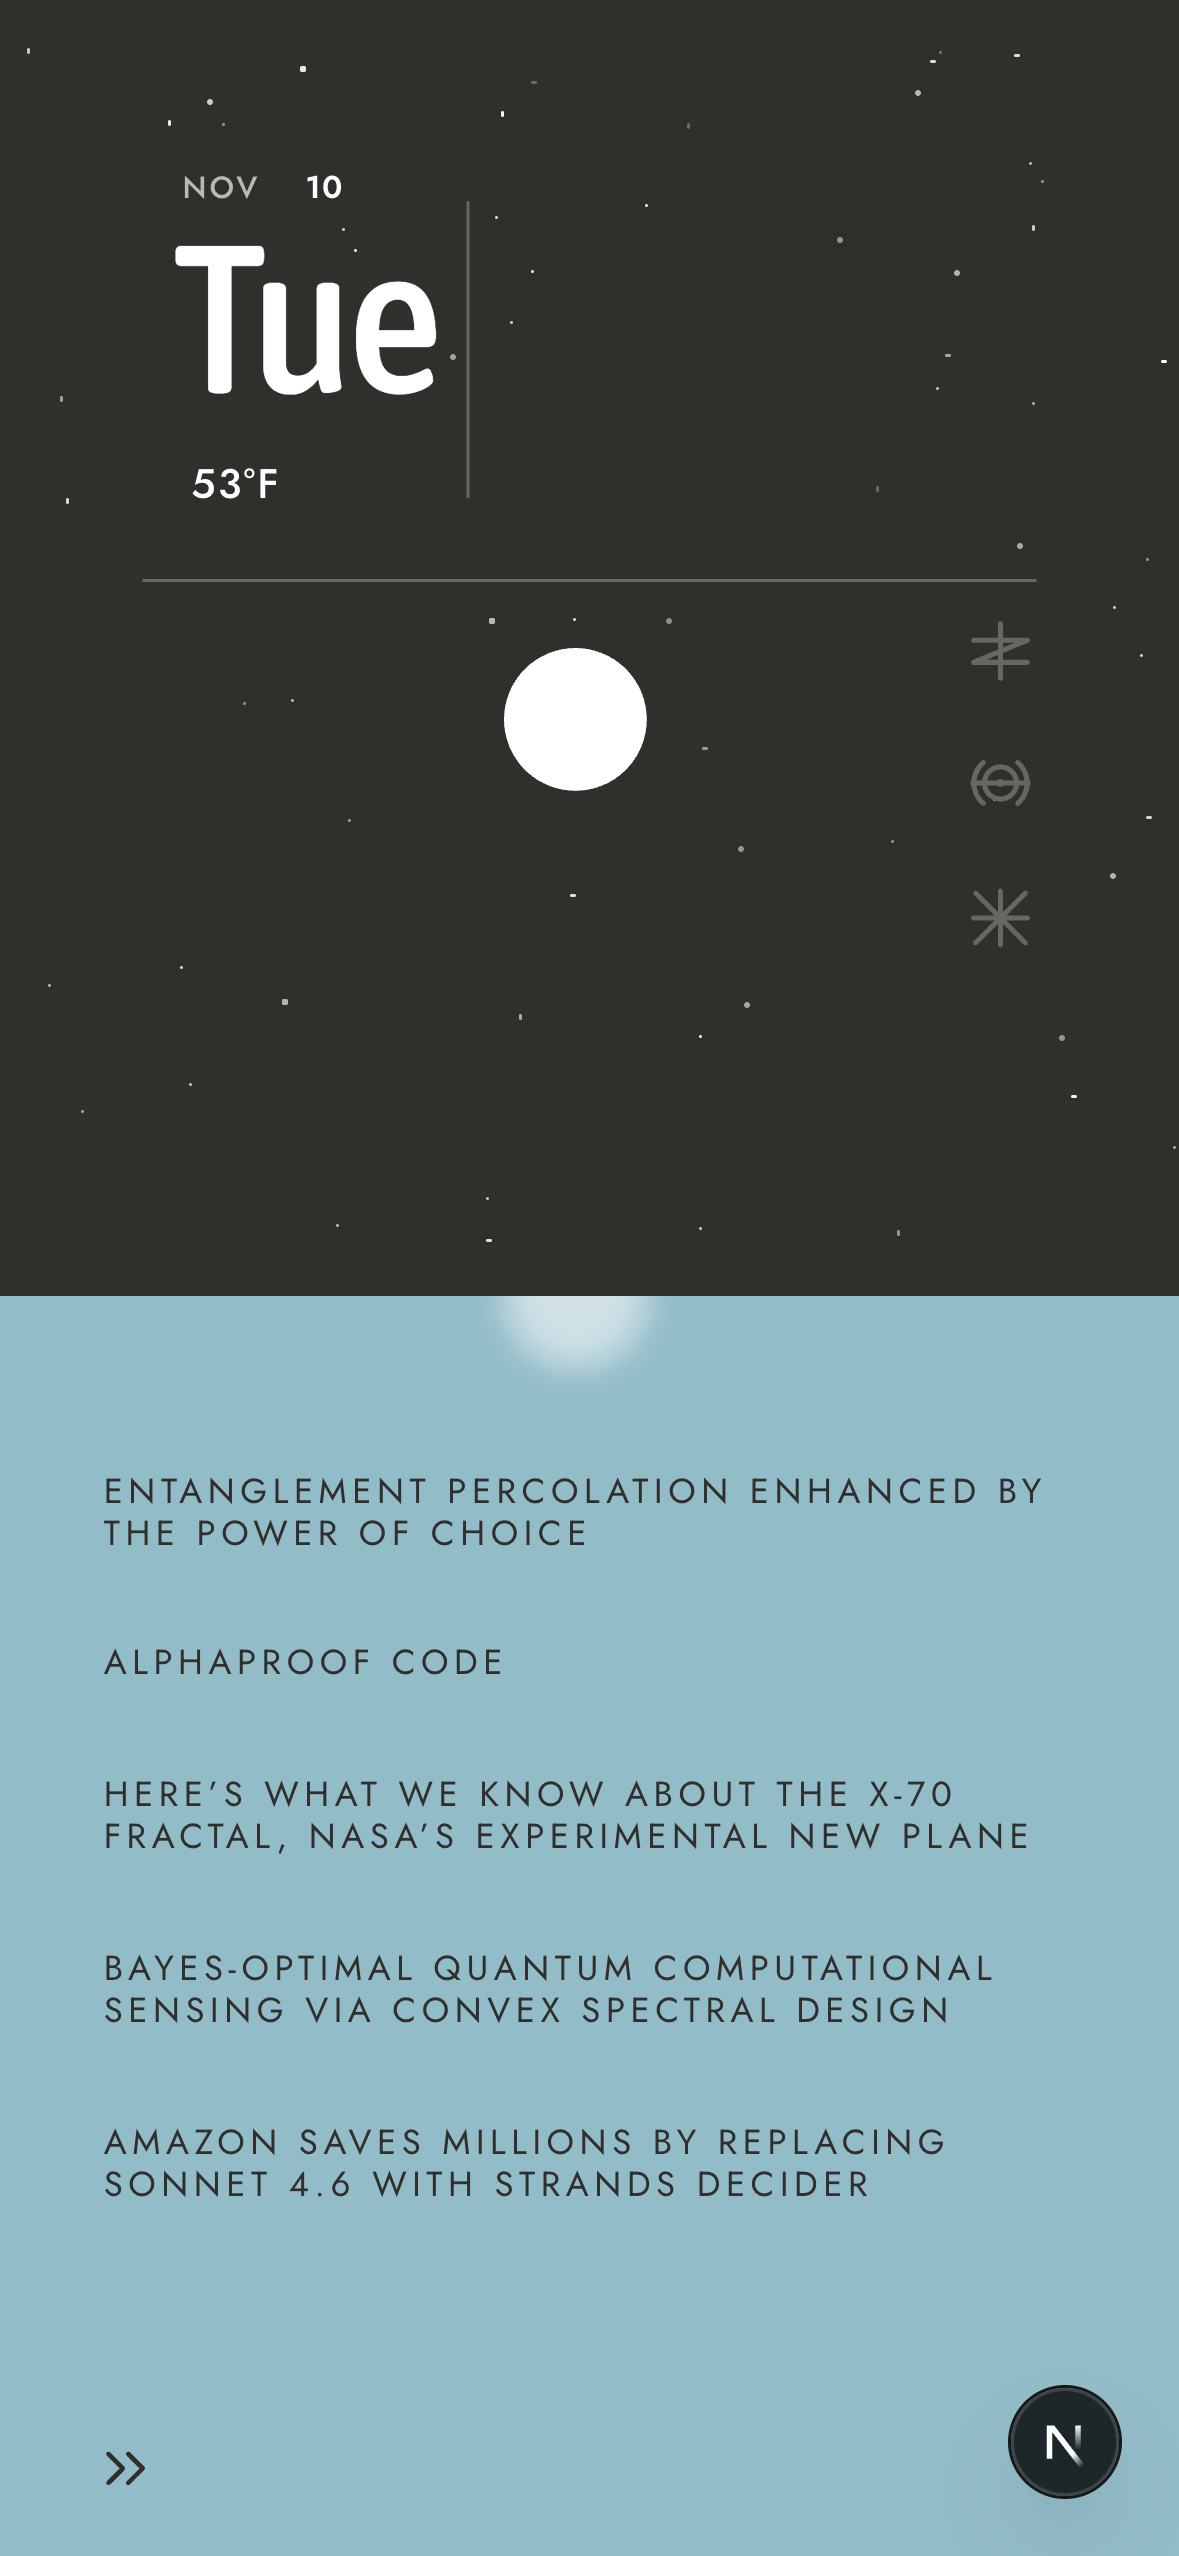 NOV 10
Tue
53°F
ENTANGLEMENT PERCOLATION ENHANCED BY
THE POWER OF CHOICE
ALPHAPROOF CODE
HERE’S WHAT WE KNOW ABOUT THE X-70
FRACTAL, NASA’S EXPERIMENTAL NEW PLANE
BAYES-OPTIMAL QUANTUM COMPUTATIONAL
SENSING VIA CONVEX SPECTRAL DESIGN
AMAZON SAVES MILLIONS BY REPLACING
SONNET 4.6 WITH STRANDS DECIDER
N